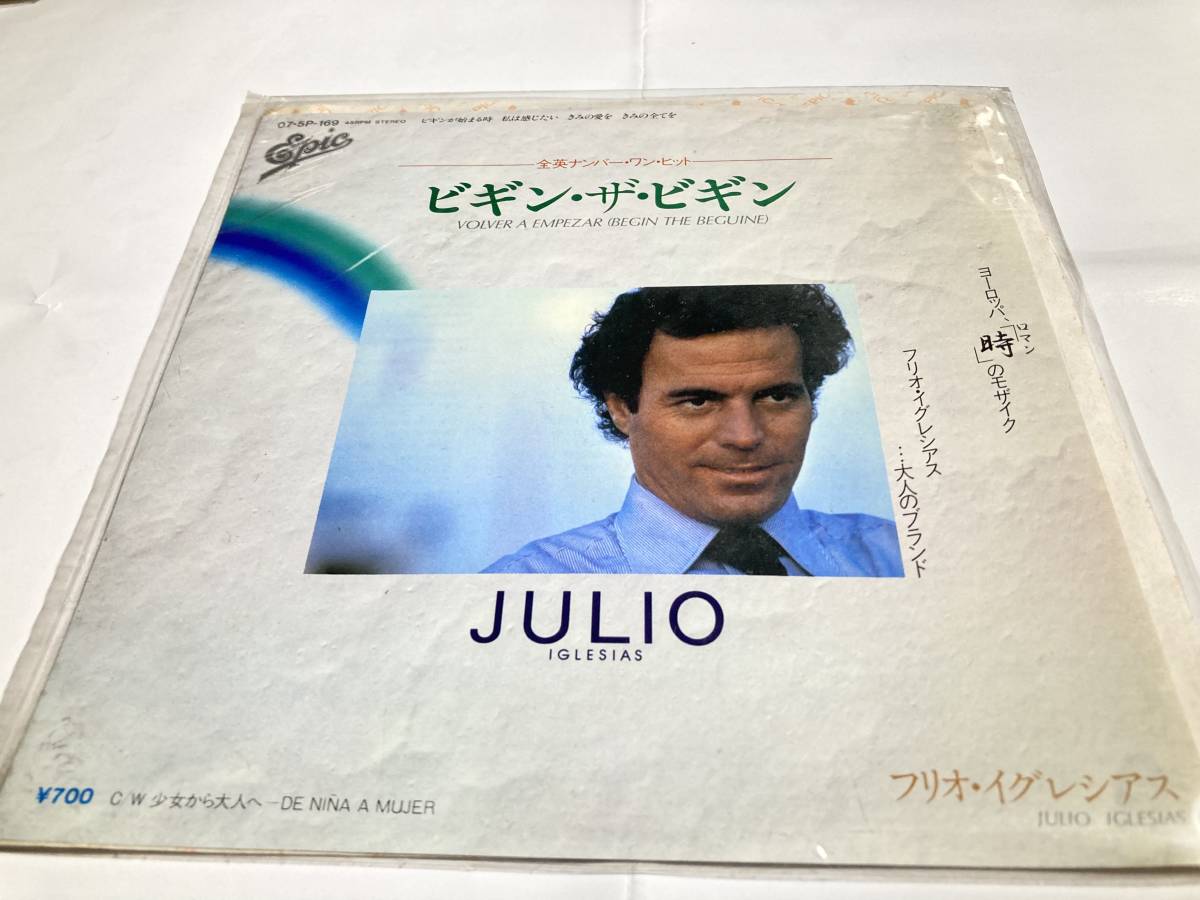 07・5P-169 45RPM STEREO ビギンが始まる時 私は感じたい きみの愛を きみの全てを
Epic
全英ナンバー・ワン・ヒット
ビギン・ザ・ビギン
VOLVER A EMPEZAR (BEGIN THE BEGUINE)
ヨーロッパ、「時」のモザイク
ロマン
フリオ・イグレシアス
…大人のブランド
JULIO
IGLESIAS
¥700 C/W 少女から大人へ—DE NIÑA A MUJER
フリオ・イグレシアス
JULIO IGLESIAS